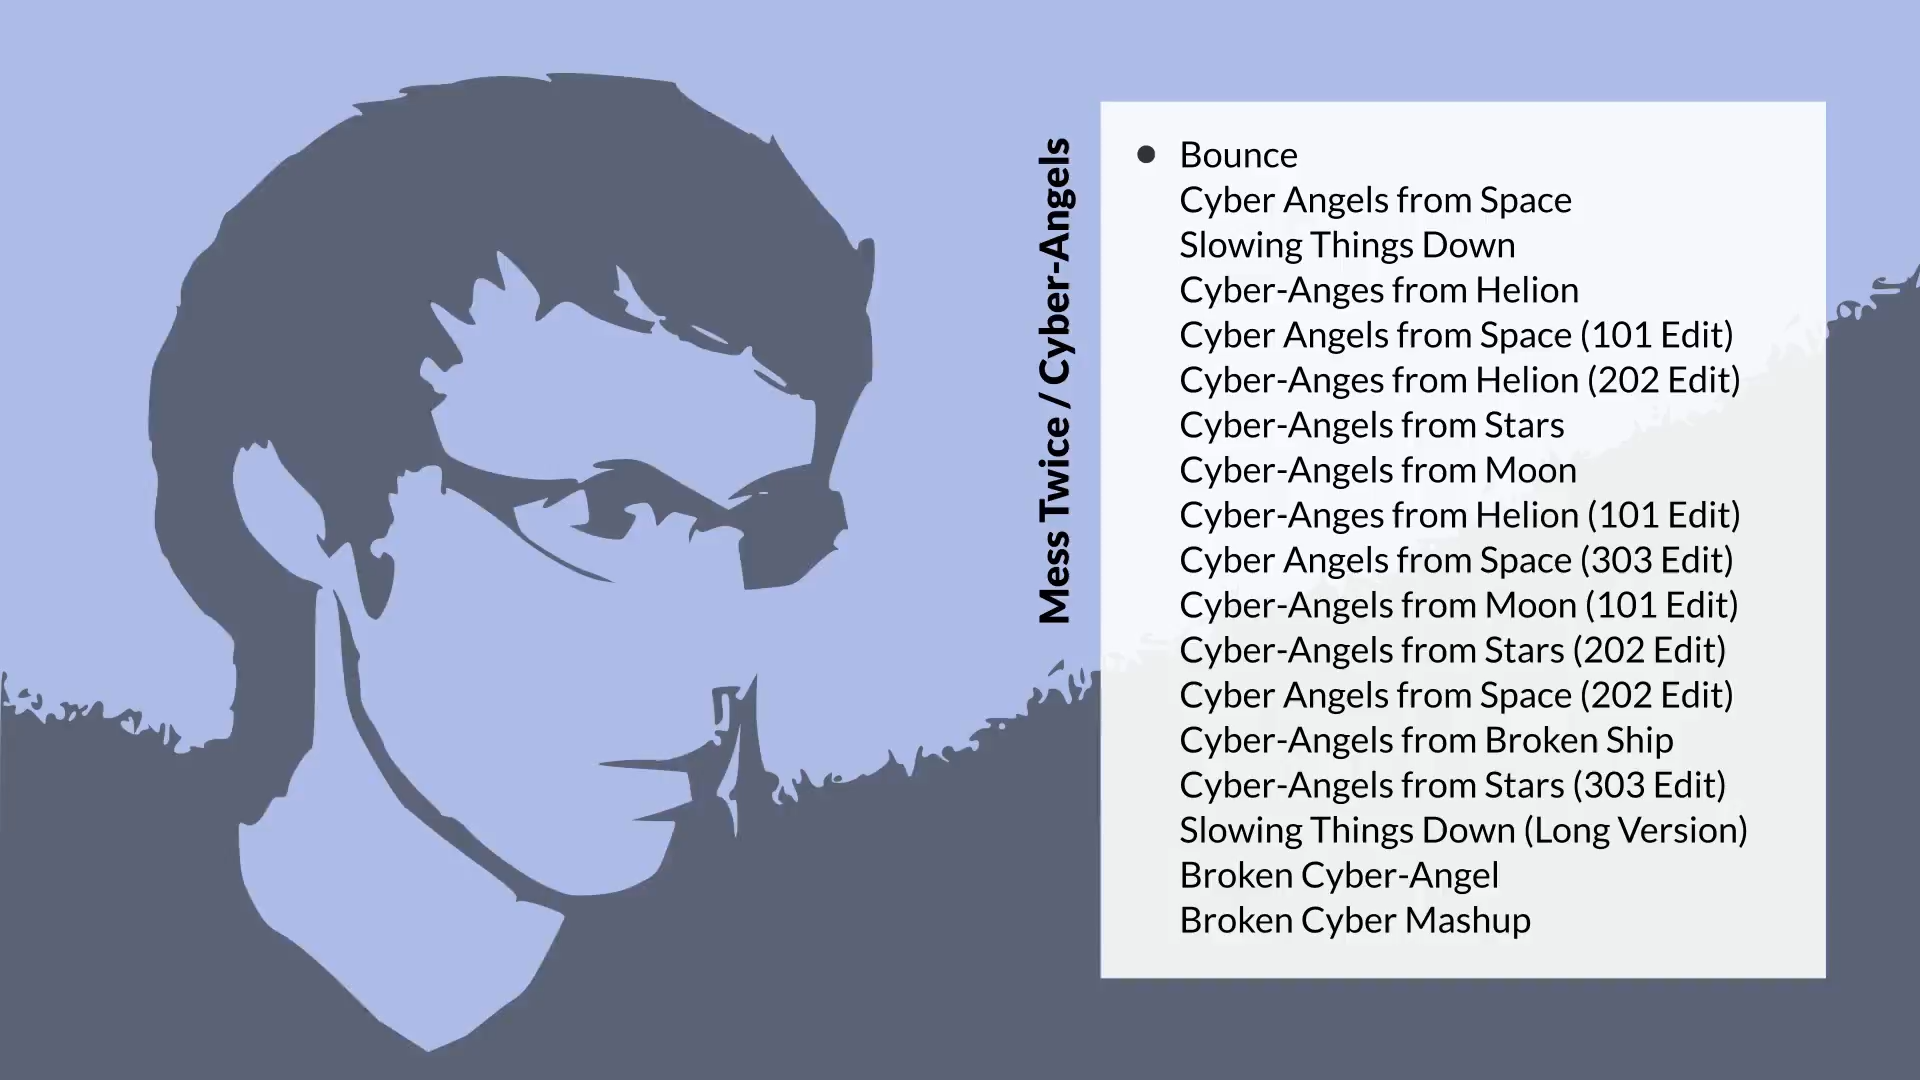 Mess Twice / Cyber-Angels
● Bounce
Cyber Angels from Space
Slowing Things Down
Cyber-Anges from Helion
Cyber Angels from Space (101 Edit)
Cyber-Anges from Helion (202 Edit)
Cyber-Angels from Stars
Cyber-Angels from Moon
Cyber-Anges from Helion (101 Edit)
Cyber Angels from Space (303 Edit)
Cyber-Angels from Moon (101 Edit)
Cyber-Angels from Stars (202 Edit)
Cyber Angels from Space (202 Edit)
Cyber-Angels from Broken Ship
Cyber-Angels from Stars (303 Edit)
Slowing Things Down (Long Version)
Broken Cyber-Angel
Broken Cyber Mashup